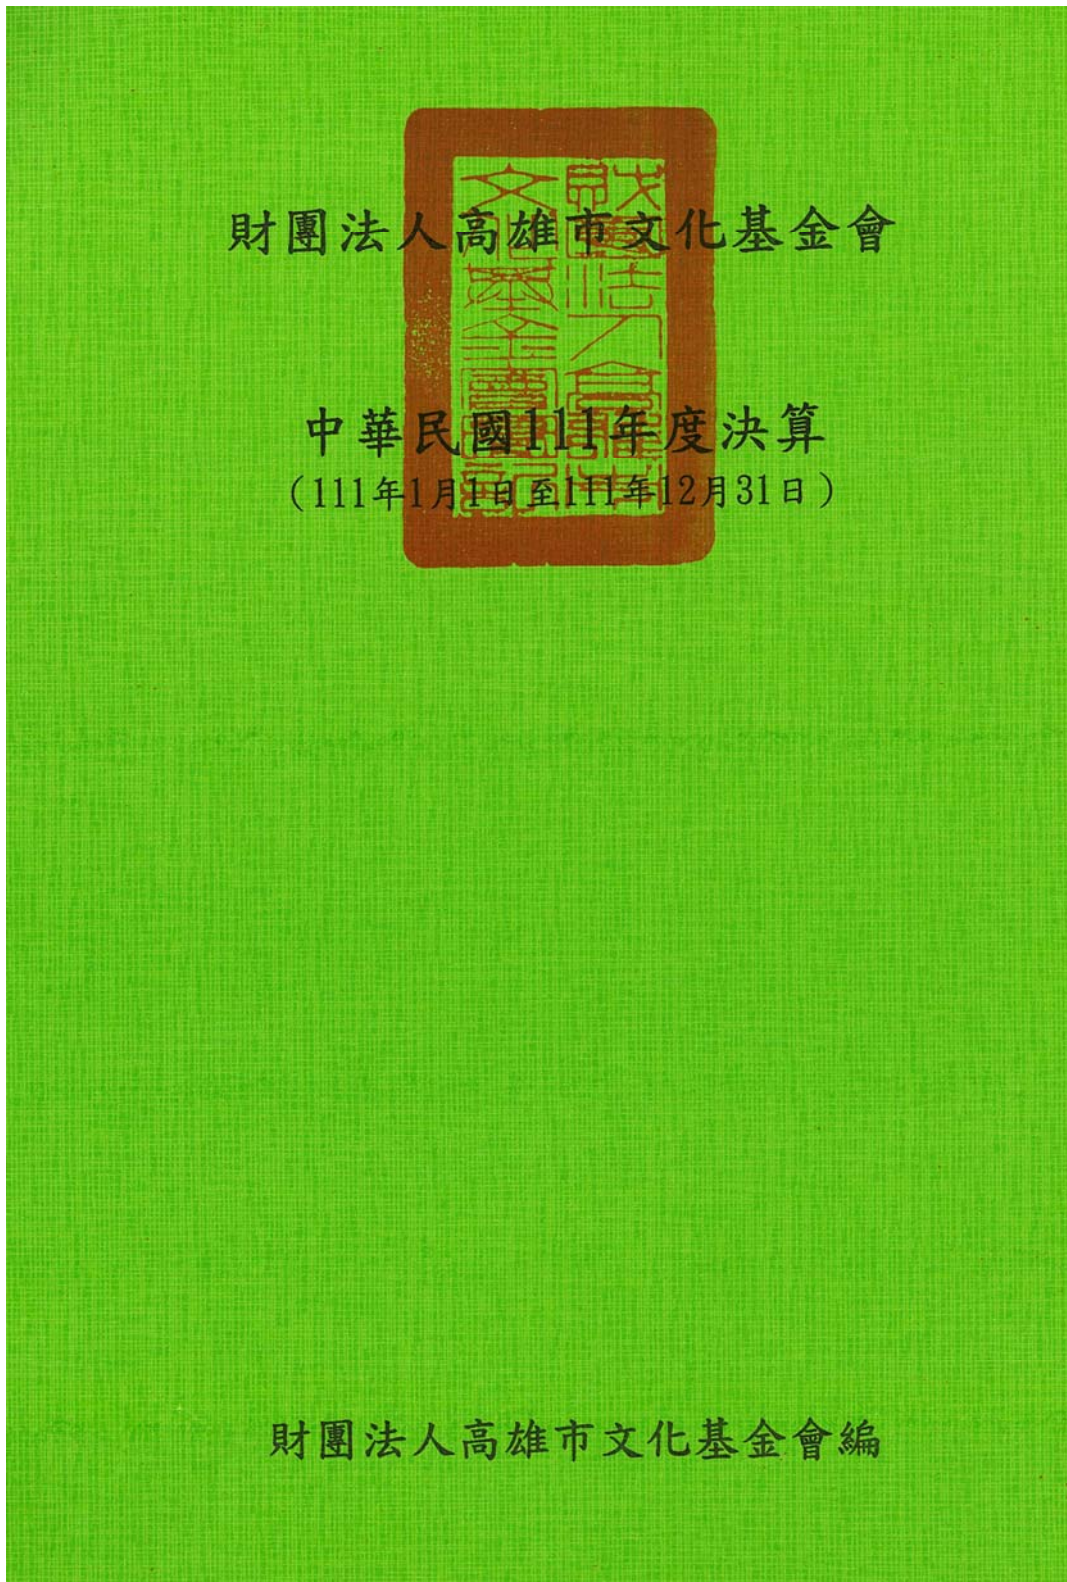 財團法人高雄市文化基金會
中華民國111年度決算
（111年1月1日至111年12月31日）
財團法人高雄市文化基金會編